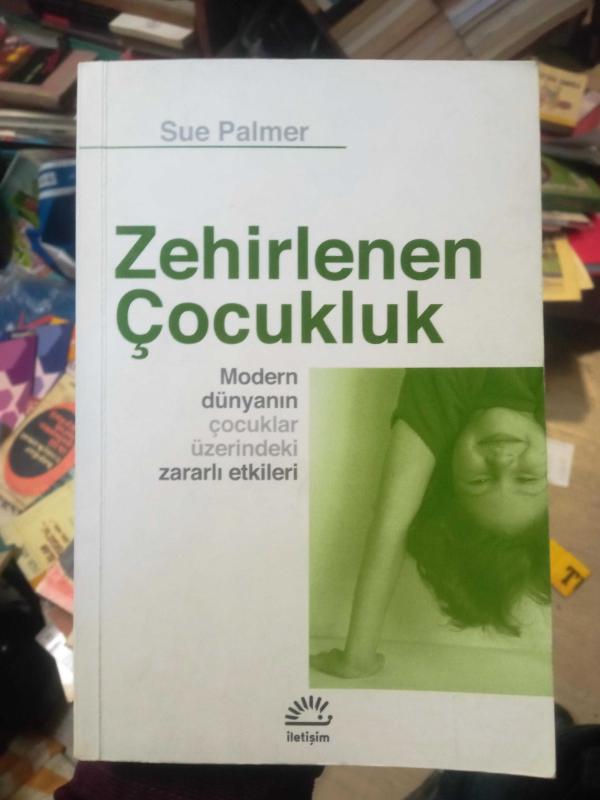 Sue Palmer
Zehirlenen
Çocukluk
Modern
dünyanın
çocuklar
üzerindeki
zararlı etkileri
iletişim